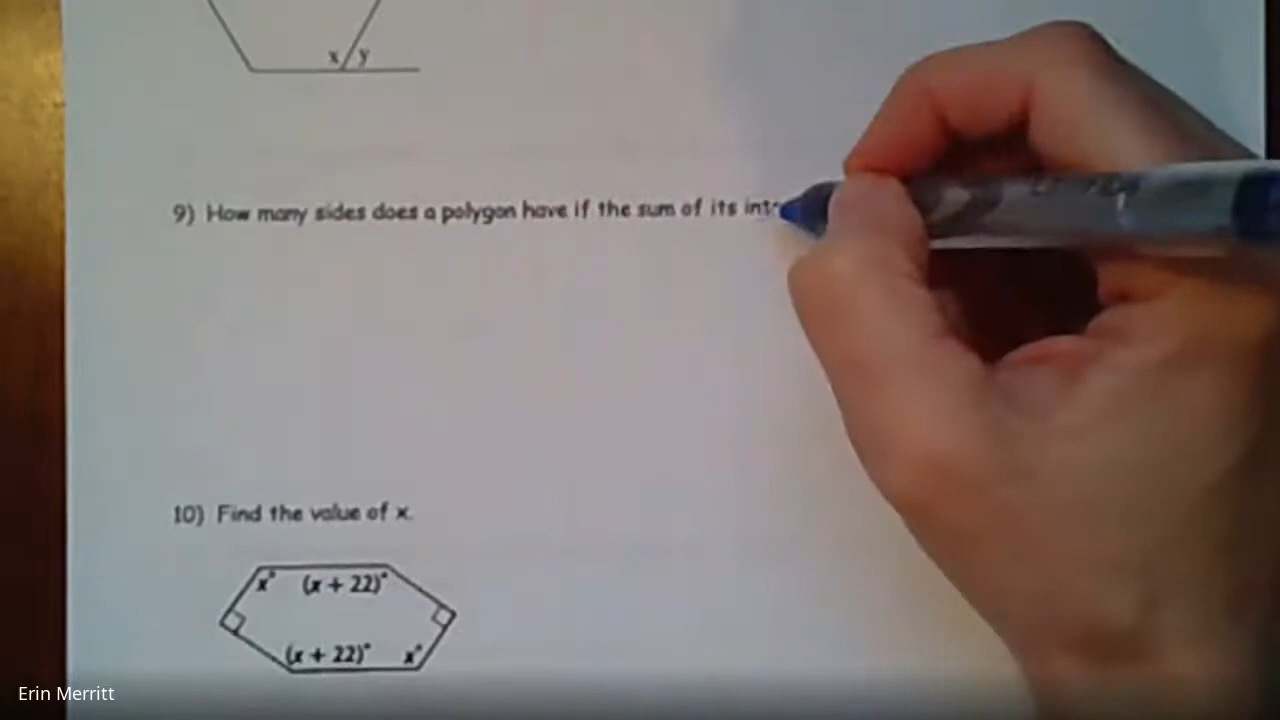 x/y
9) How many sides does a polygon have if the sum of its
10) Find the value of x.
x° (x + 22)°
(x + 22)° x°
Erin Merritt